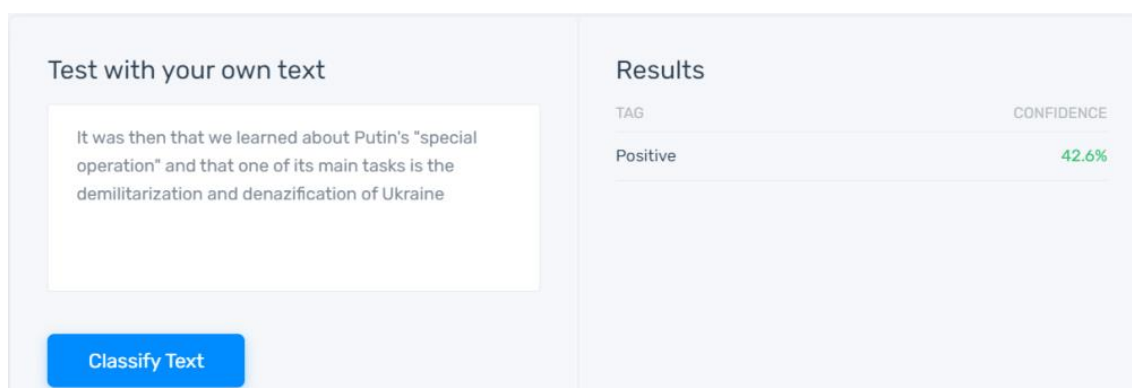 Test with your own text
It was then that we learned about Putin's "special
operation" and that one of its main tasks is the
demilitarization and denazification of Ukraine
Classify Text
Results
TAG CONFIDENCE
Positive 42.6%